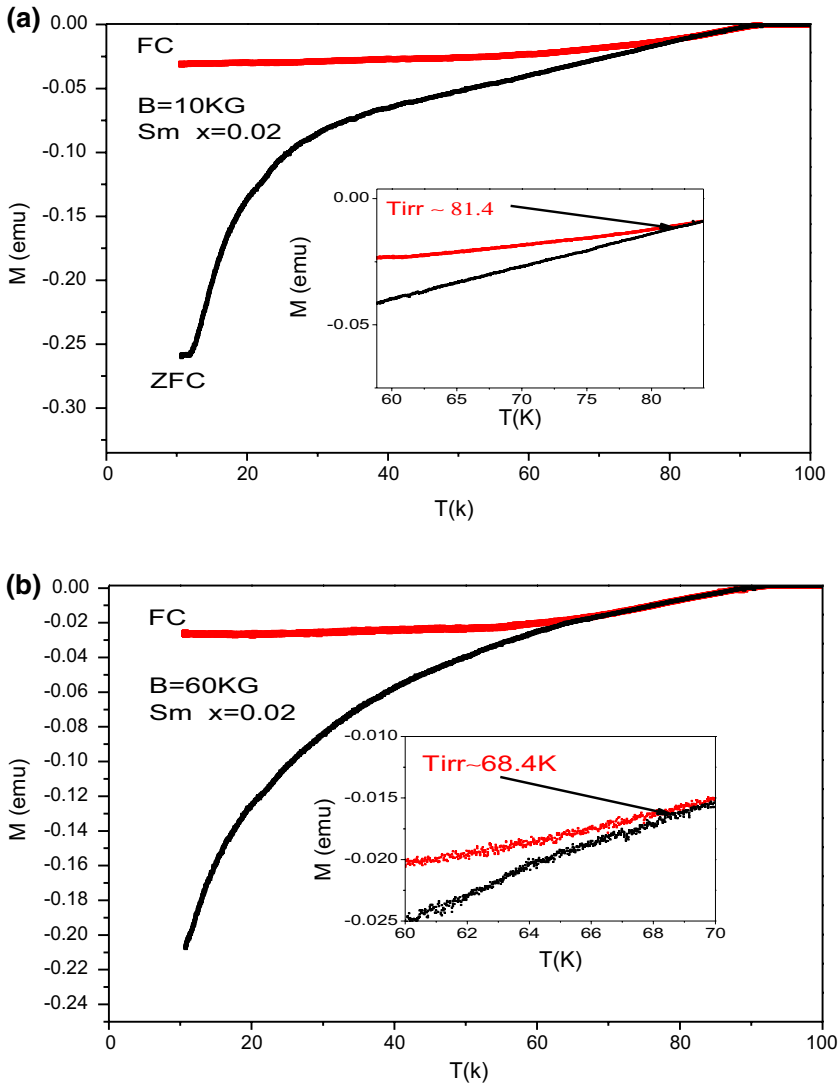 (a)
0.00
-0.05
-0.10
-0.15
-0.20
-0.25
-0.30
M (emu)
FC
B=10KG
Sm x=0.02
ZFC
0.00
-0.05
M (emu)
Tirr ~ 81.4
60 65 70 75 80
T(K)
0 20 40 60 80 100
T(k)
(b)
0.00
-0.02
-0.04
-0.06
-0.08
-0.10
-0.12
-0.14
-0.16
-0.18
-0.20
-0.22
-0.24
M (emu)
FC
B=60KG
Sm x=0.02
-0.010
-0.015
-0.020
-0.025
M (emu)
Tirr~68.4K
60 62 64 66 68 70
T(K)
0 20 40 60 80 100
T(k)